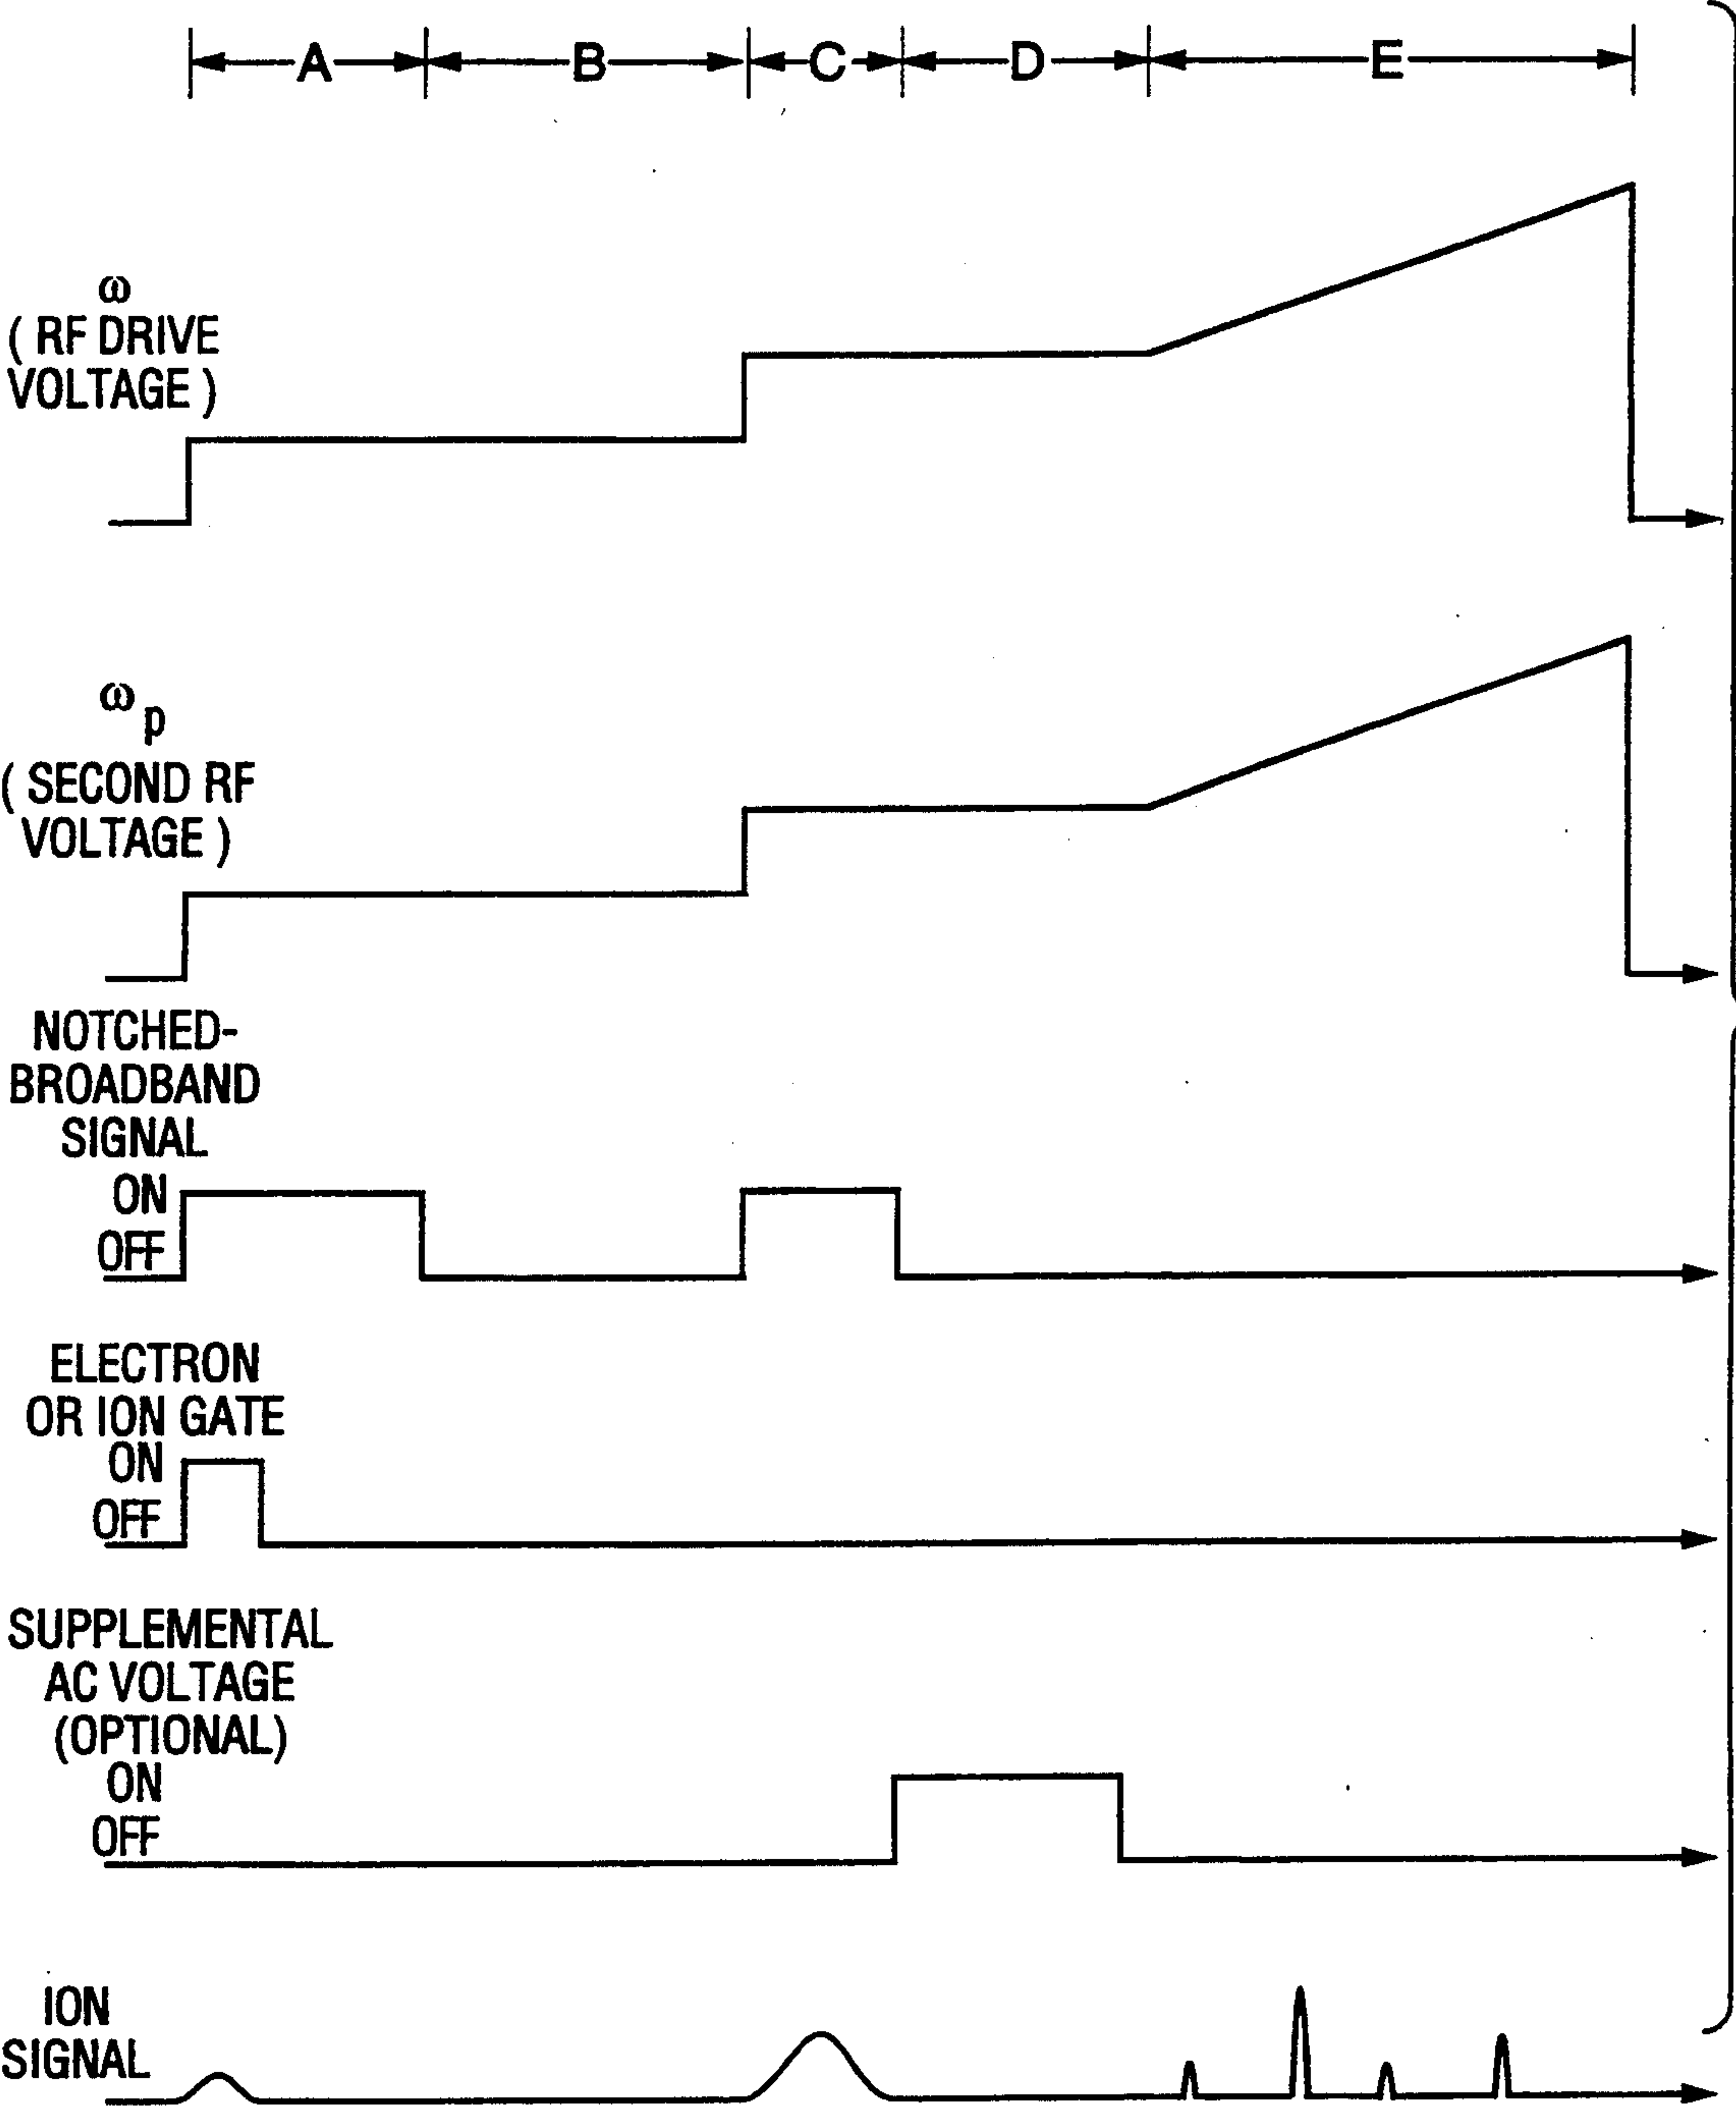 A B C D E
ω
( RF DRIVE
VOLTAGE )
ω p
( SECOND RF
VOLTAGE )
NOTCHED-
BROADBAND
SIGNAL
ON
OFF
ELECTRON
OR ION GATE
ON
OFF
SUPPLEMENTAL
AC VOLTAGE
(OPTIONAL)
ON
OFF
ION
SIGNAL